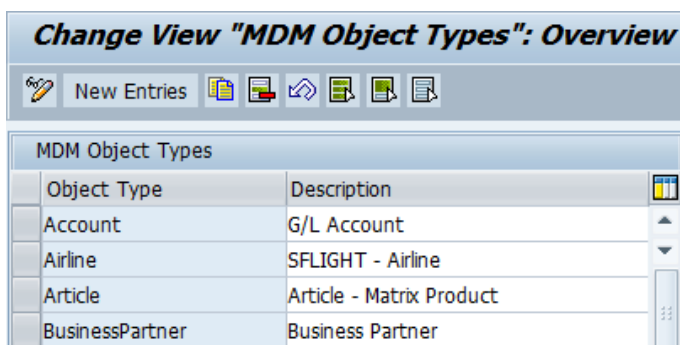 Change View "MDM Object Types": Overview
New Entries
MDM Object Types
Object Type Description
Account G/L Account
Airline SFLIGHT - Airline
Article Article - Matrix Product
BusinessPartner Business Partner